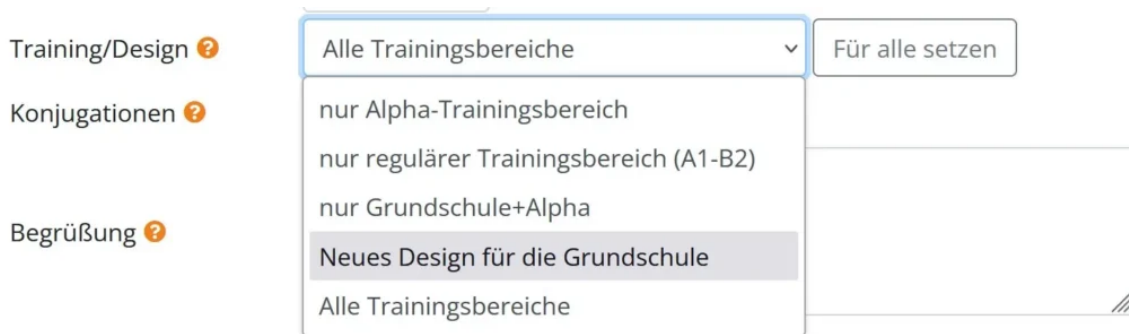 Training/Design ? Alle Trainingsbereiche Für alle setzen
Konjugationen ?
nur Alpha-Trainingsbereich
nur regulärer Trainingsbereich (A1-B2)
nur Grundschule+Alpha
Begrüßung ?
Neues Design für die Grundschule
Alle Trainingsbereiche